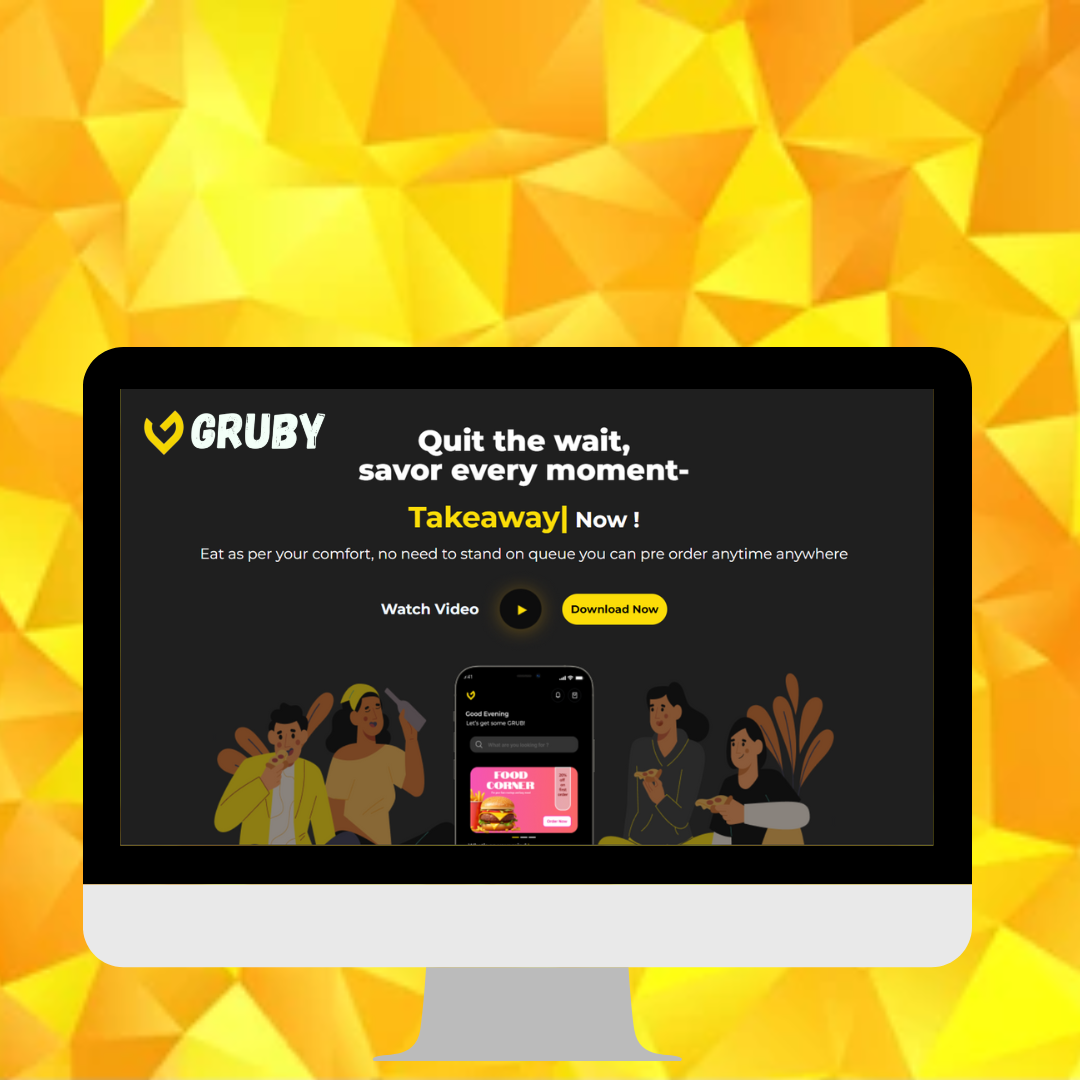 GRUBY
Quit the wait,
savor every moment-
Takeaway| Now !
Eat as per your comfort, no need to stand on queue you can pre order anytime anywhere
Watch Video
Download Now
Good Evening
Let's get some GRUB!
What are you looking for ?
FOOD
CORNER
Order Now